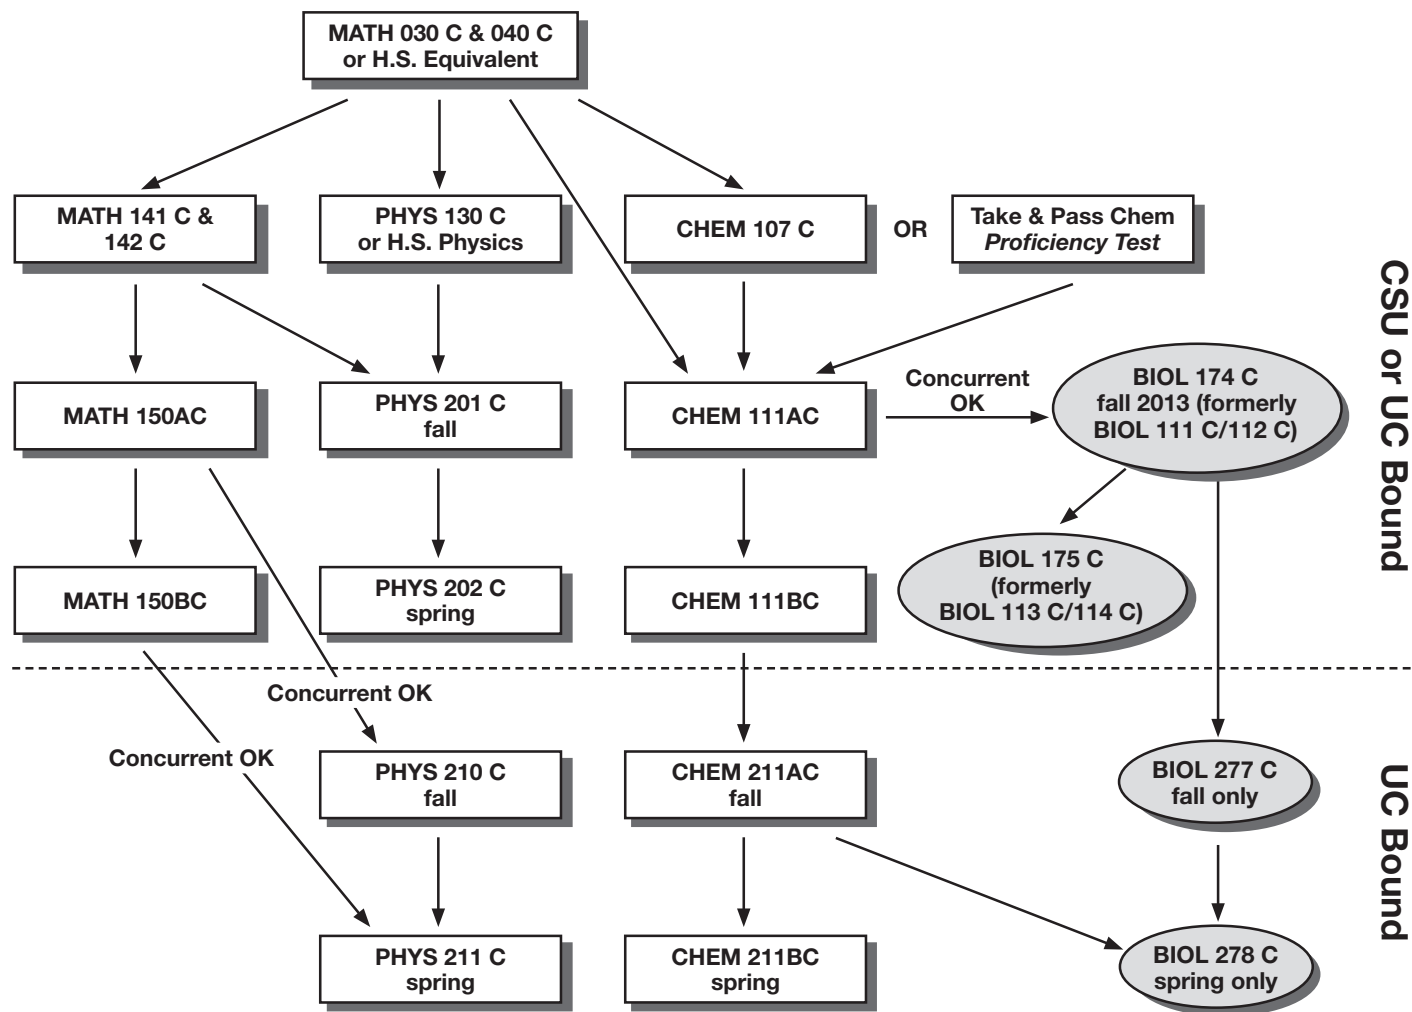 MATH 030 C & 040 C
or H.S. Equivalent
MATH 141 C &
142 C
PHYS 130 C
or H.S. Physics
CHEM 107 C
OR
Take & Pass Chem
Proficiency Test
MATH 150AC
PHYS 201 C
fall
CHEM 111AC
Concurrent
OK
BIOL 174 C
fall 2013 (formerly
BIOL 111 C/112 C)
MATH 150BC
PHYS 202 C
spring
CHEM 111BC
BIOL 175 C
(formerly
BIOL 113 C/114 C)
CSU or UC Bound
Concurrent OK
Concurrent OK
PHYS 210 C
fall
CHEM 211AC
fall
BIOL 277 C
fall only
PHYS 211 C
spring
CHEM 211BC
spring
BIOL 278 C
spring only
UC Bound